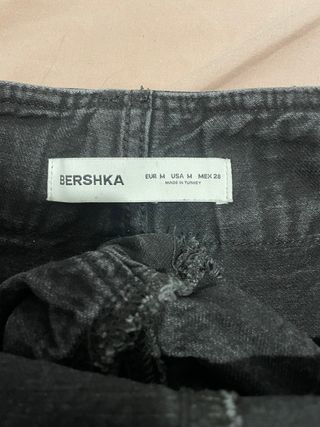 BERSHKA
EUR M USA M MEX 28
MADE IN TURKEY